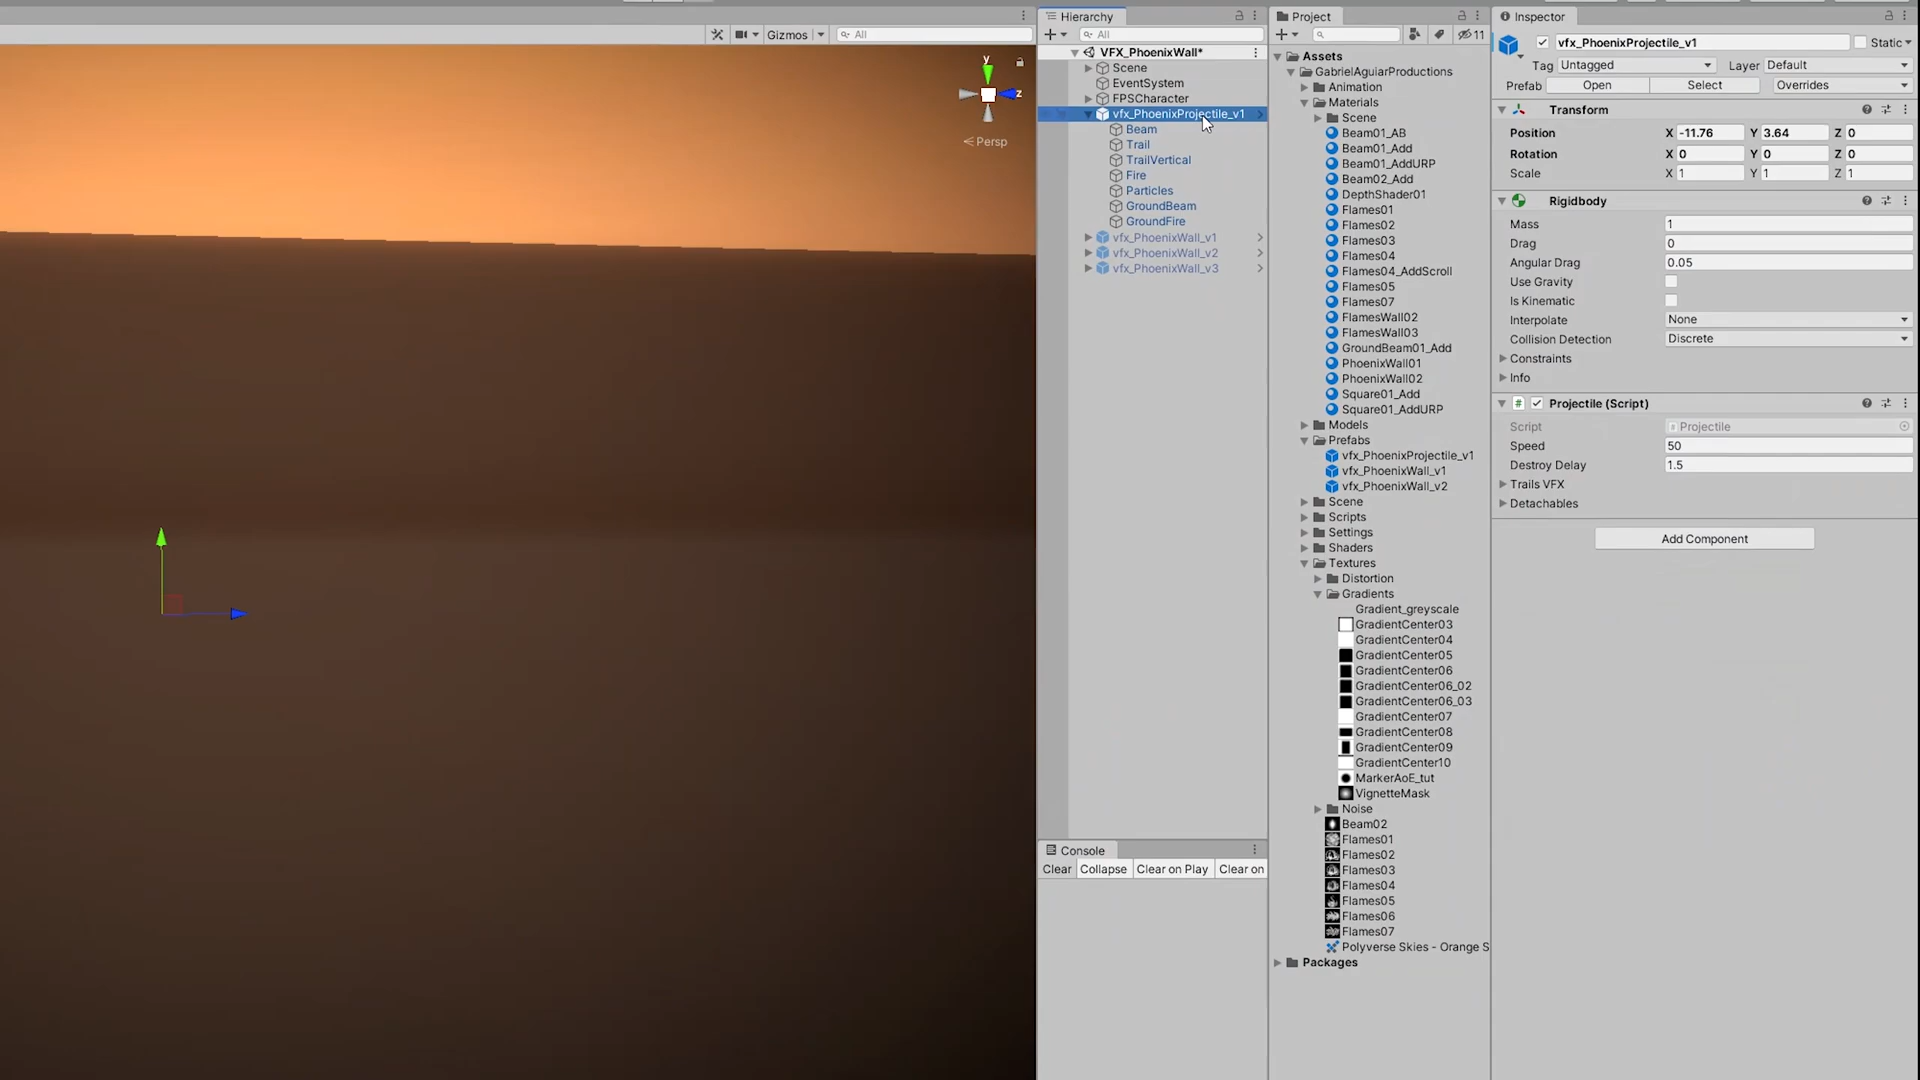 Gizmos
All
y
z
Persp
Hierarchy
All
VFX_PhoenixWall*
Scene
EventSystem
FPSCharacter
vfx_PhoenixProjectile_v1
Beam
Trail
TrailVertical
Fire
Particles
GroundBeam
GroundFire
vfx_PhoenixWall_v1
vfx_PhoenixWall_v2
vfx_PhoenixWall_v3
Console
Clear Collapse Clear on Play Clear on
Project
11
Assets
GabrielAguiarProductions
Animation
Materials
Scene
Beam01_AB
Beam01_Add
Beam01_AddURP
Beam02_Add
DepthShader01
Flames01
Flames02
Flames03
Flames04
Flames04_AddScroll
Flames05
Flames07
FlamesWall02
FlamesWall03
GroundBeam01_Add
PhoenixWall01
PhoenixWall02
Square01_Add
Square01_AddURP
Models
Prefabs
vfx_PhoenixProjectile_v1
vfx_PhoenixWall_v1
vfx_PhoenixWall_v2
Scene
Scripts
Settings
Shaders
Textures
Distortion
Gradients
Gradient_greyscale
GradientCenter03
GradientCenter04
GradientCenter05
GradientCenter06
GradientCenter06_02
GradientCenter06_03
GradientCenter07
GradientCenter08
GradientCenter09
GradientCenter10
MarkerAoE_tut
VignetteMask
Noise
Beam02
Flames01
Flames02
Flames03
Flames04
Flames05
Flames06
Flames07
Polyverse Skies - Orange S
Packages
Inspector
vfx_PhoenixProjectile_v1 Static
Tag Untagged Layer Default
Prefab Open Select Overrides
Transform
Position X -11.76 Y 3.64 Z 0
Rotation X 0 Y 0 Z 0
Scale X 1 Y 1 Z 1
Rigidbody
Mass 1
Drag 0
Angular Drag 0.05
Use Gravity
Is Kinematic
Interpolate None
Collision Detection Discrete
Constraints
Info
# Projectile (Script)
Script Projectile
Speed 50
Destroy Delay 1.5
Trails VFX
Detachables
Add Component